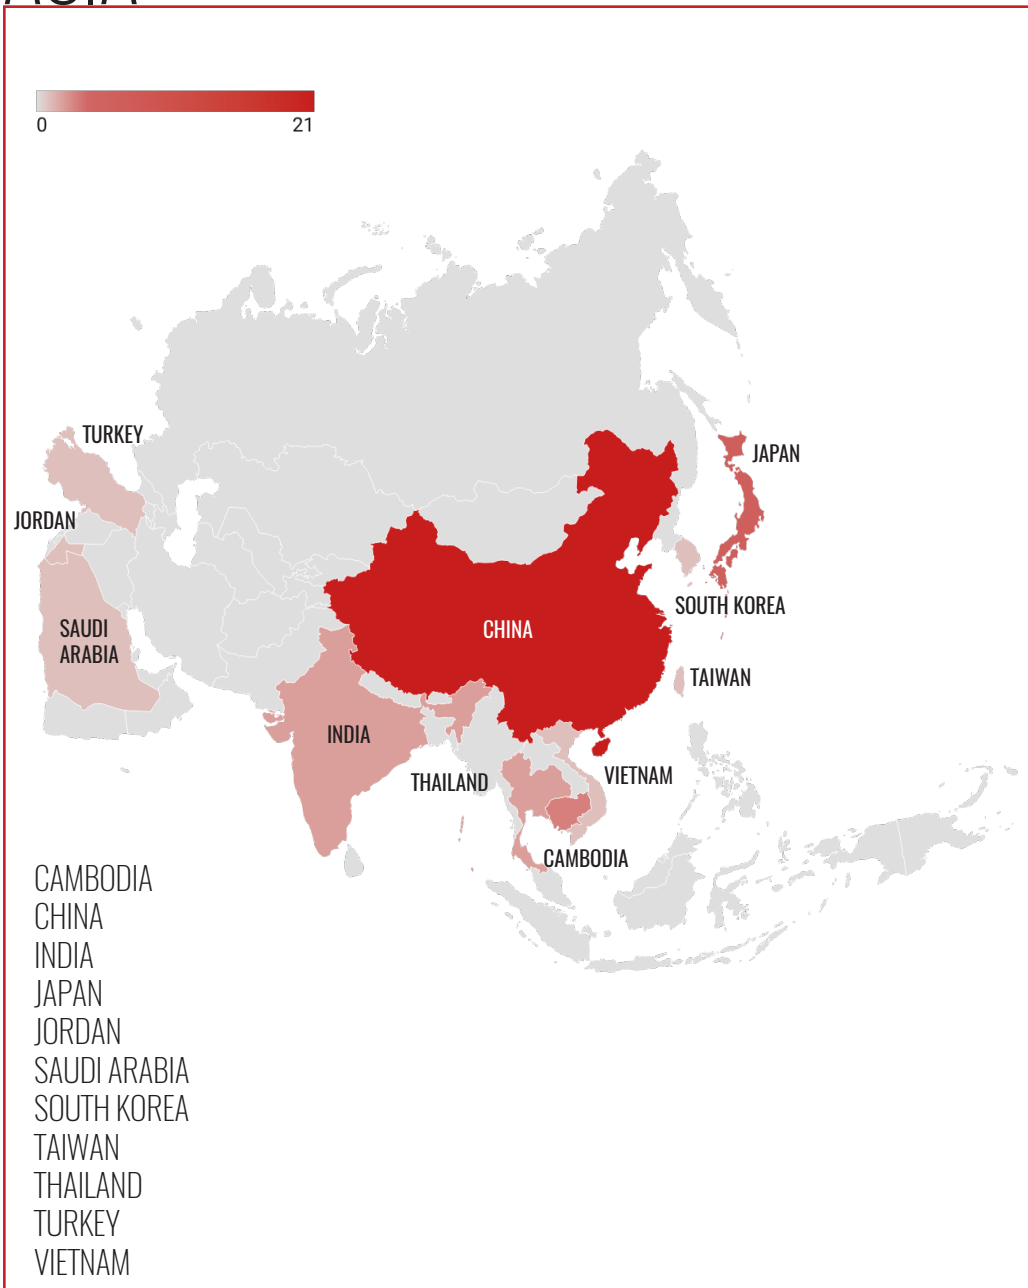 ASIA
0
21
TURKEY
JAPAN
JORDAN
SOUTH KOREA
SAUDI
ARABIA
CHINA
TAIWAN
INDIA
VIETNAM
THAILAND
CAMBODIA
CAMBODIA
CHINA
INDIA
JAPAN
JORDAN
SAUDI ARABIA
SOUTH KOREA
TAIWAN
THAILAND
TURKEY
VIETNAM